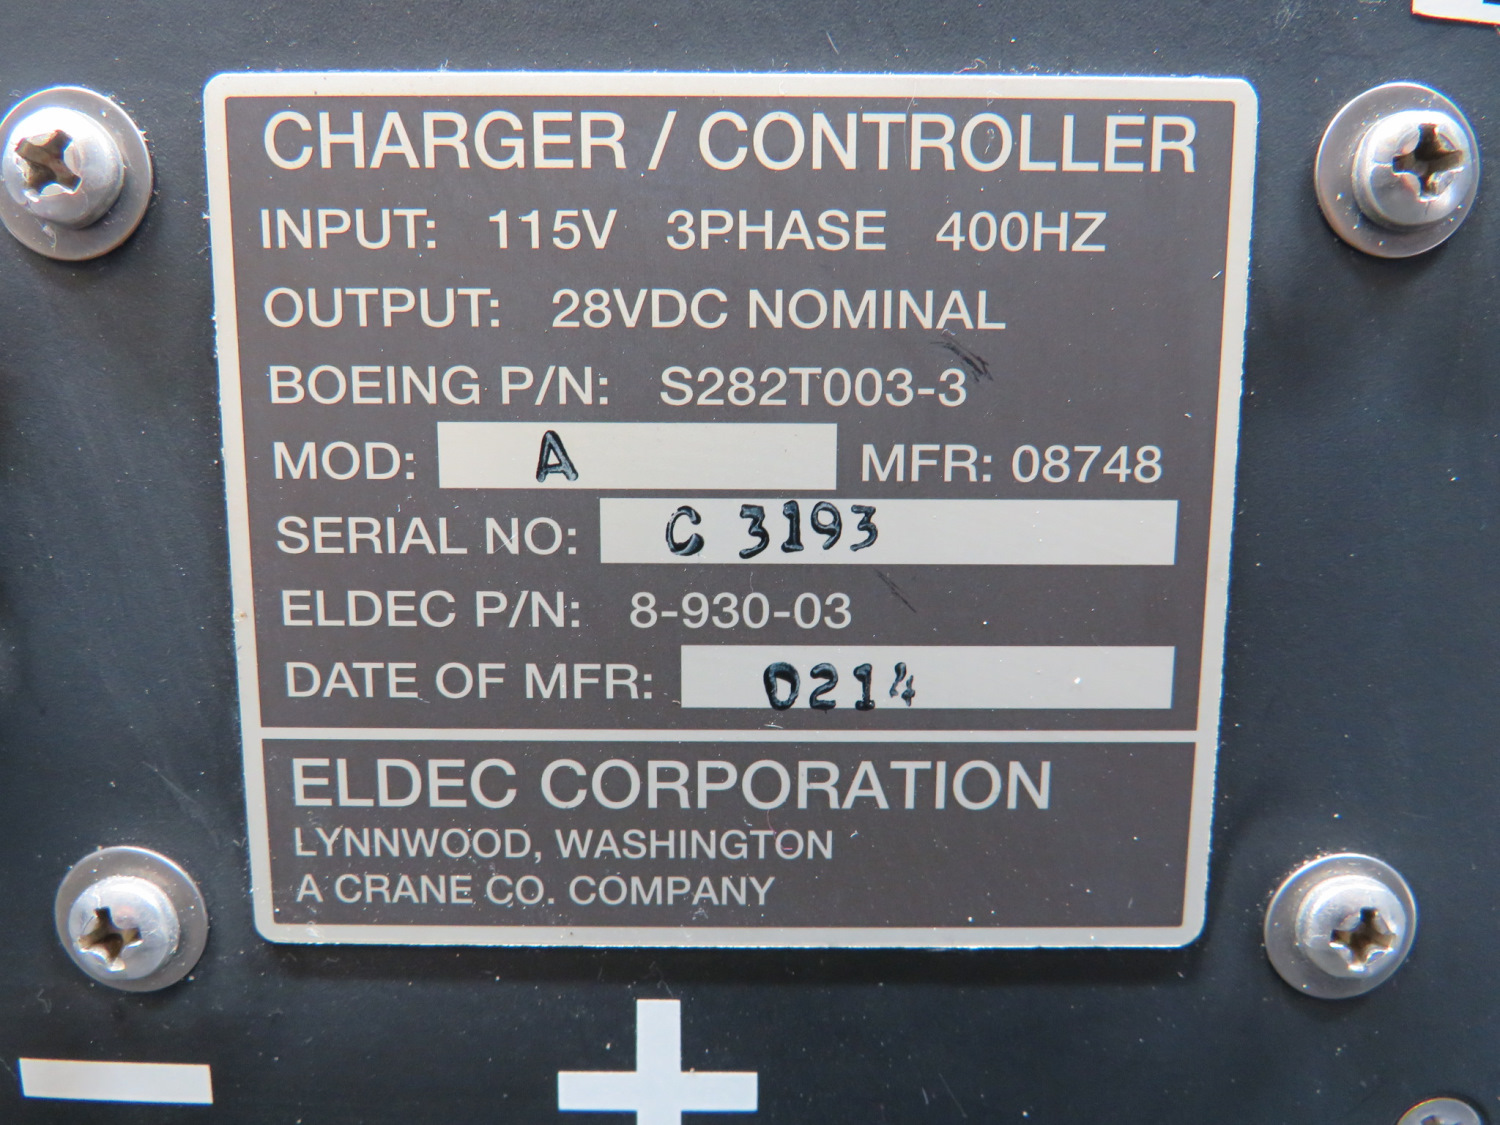 CHARGER / CONTROLLER
INPUT: 115V 3PHASE 400HZ
OUTPUT: 28VDC NOMINAL
BOEING P/N: S282T003-3
MOD: A MFR: 08748
SERIAL NO: C 3193
ELDEC P/N: 8-930-03
DATE OF MFR: 0214
ELDEC CORPORATION
LYNNWOOD, WASHINGTON
A CRANE CO. COMPANY
- +